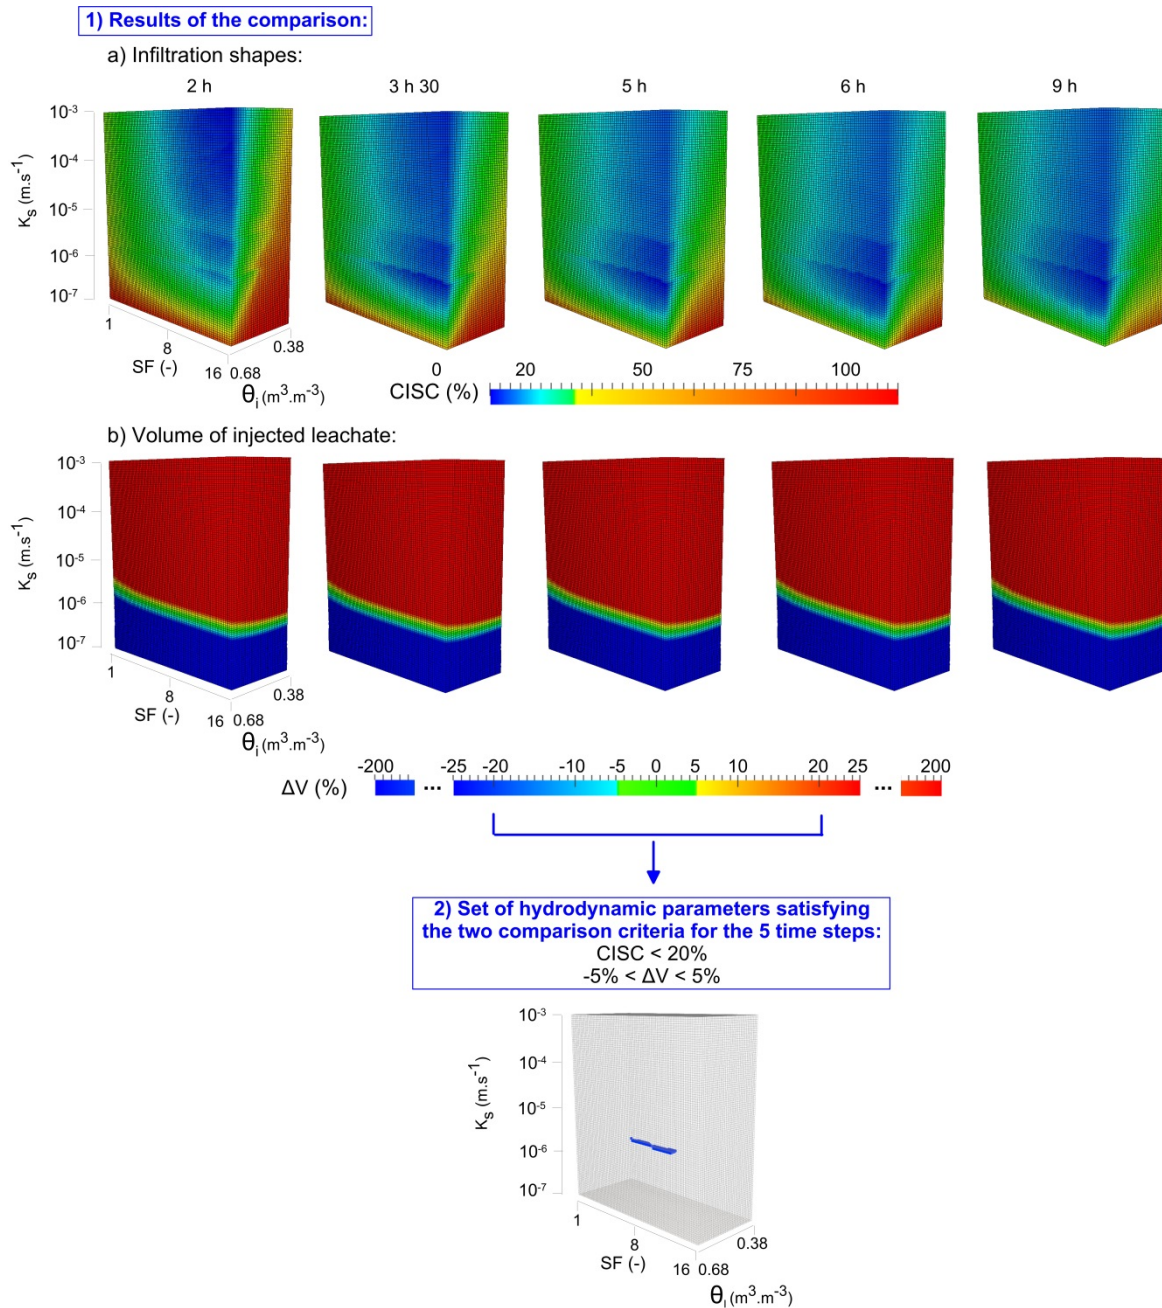 1) Results of the comparison:
a) Infiltration shapes:
2 h 3 h 30 5 h 6 h 9 h
10-3
10-4
10-5
10-6
10-7
Ks (m.s-1)
1
8
16
SF (-)
0.68
0.38
θi (m3.m-3)
0 20 50 75 100
CISC (%)
b) Volume of injected leachate:
10-3
10-4
10-5
10-6
10-7
Ks (m.s-1)
1
8
16
SF (-)
0.68
0.38
θi (m3.m-3)
-200 ... -25 -20 -10 -5 0 5 10 20 25 ... 200
ΔV (%)
2) Set of hydrodynamic parameters satisfying
the two comparison criteria for the 5 time steps:
CISC < 20%
-5% < ΔV < 5%
10-3
10-4
10-5
10-6
10-7
Ks (m.s-1)
1
8
16
SF (-)
0.68
0.38
θi (m3.m-3)